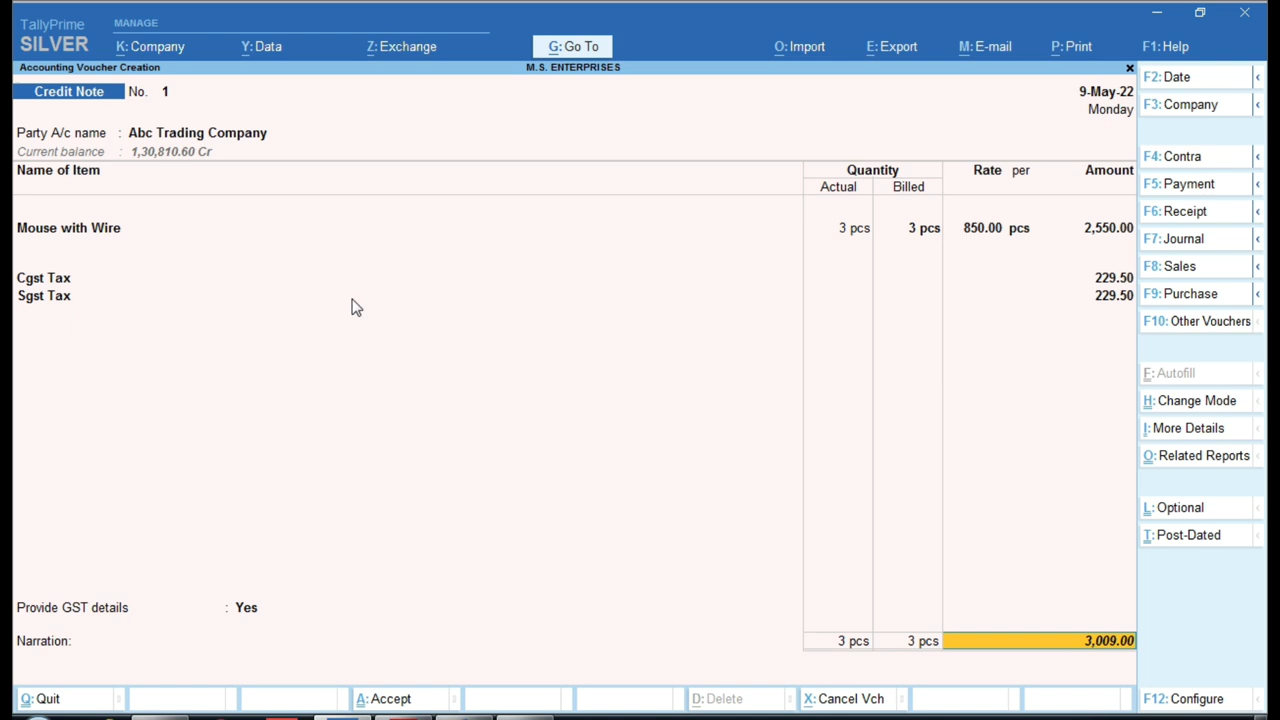 TallyPrime MANAGE
SILVER K: Company Y: Data Z: Exchange G: Go To O: Import E: Export M: E-mail P: Print F1: Help
Accounting Voucher Creation M.S. ENTERPRISES
Credit Note No. 1 9-May-22
Monday
Party A/c name : Abc Trading Company
Current balance : 1,30,810.60 Cr
Name of Item Quantity Rate per Amount
Actual Billed
Mouse with Wire 3 pcs 3 pcs 850.00 pcs 2,550.00
Cgst Tax 229.50
Sgst Tax 229.50
Provide GST details : Yes
Narration: 3 pcs 3 pcs 3,009.00
Q: Quit A: Accept D: Delete X: Cancel Vch F12: Configure
F2: Date
F3: Company
F4: Contra
F5: Payment
F6: Receipt
F7: Journal
F8: Sales
F9: Purchase
F10: Other Vouchers
F: Autofill
H: Change Mode
I: More Details
O: Related Reports
L: Optional
T: Post-Dated